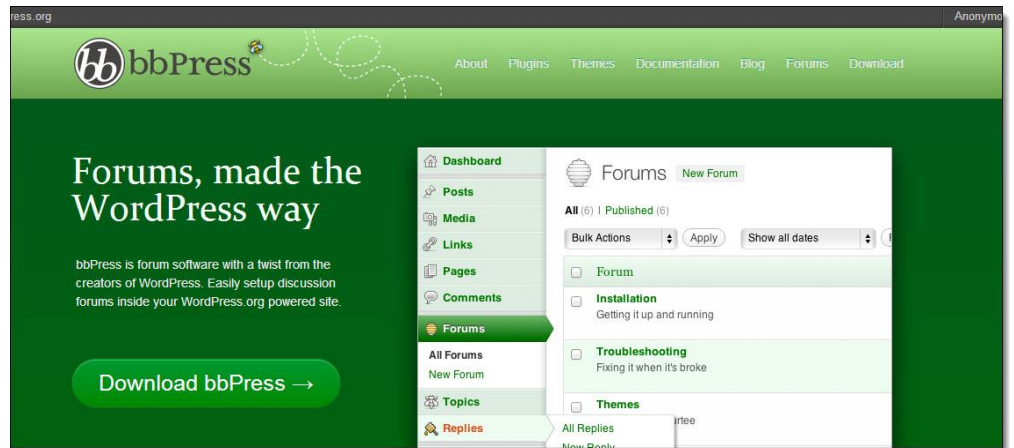 ress.org
Anonymo
bb bbPress
About Plugins Themes Documentation Blog Forums Download
Forums, made the
WordPress way
bbPress is forum software with a twist from the
creators of WordPress. Easily setup discussion
forums inside your WordPress.org powered site.
Download bbPress →
Dashboard
Posts
Media
Links
Pages
Comments
Forums
All Forums
New Forum
Topics
Replies
All Replies
New Reply
Forums New Forum
All (6) | Published (6)
Bulk Actions Apply Show all dates
Forum
Installation
Getting it up and running
Troubleshooting
Fixing it when it's broke
Themes